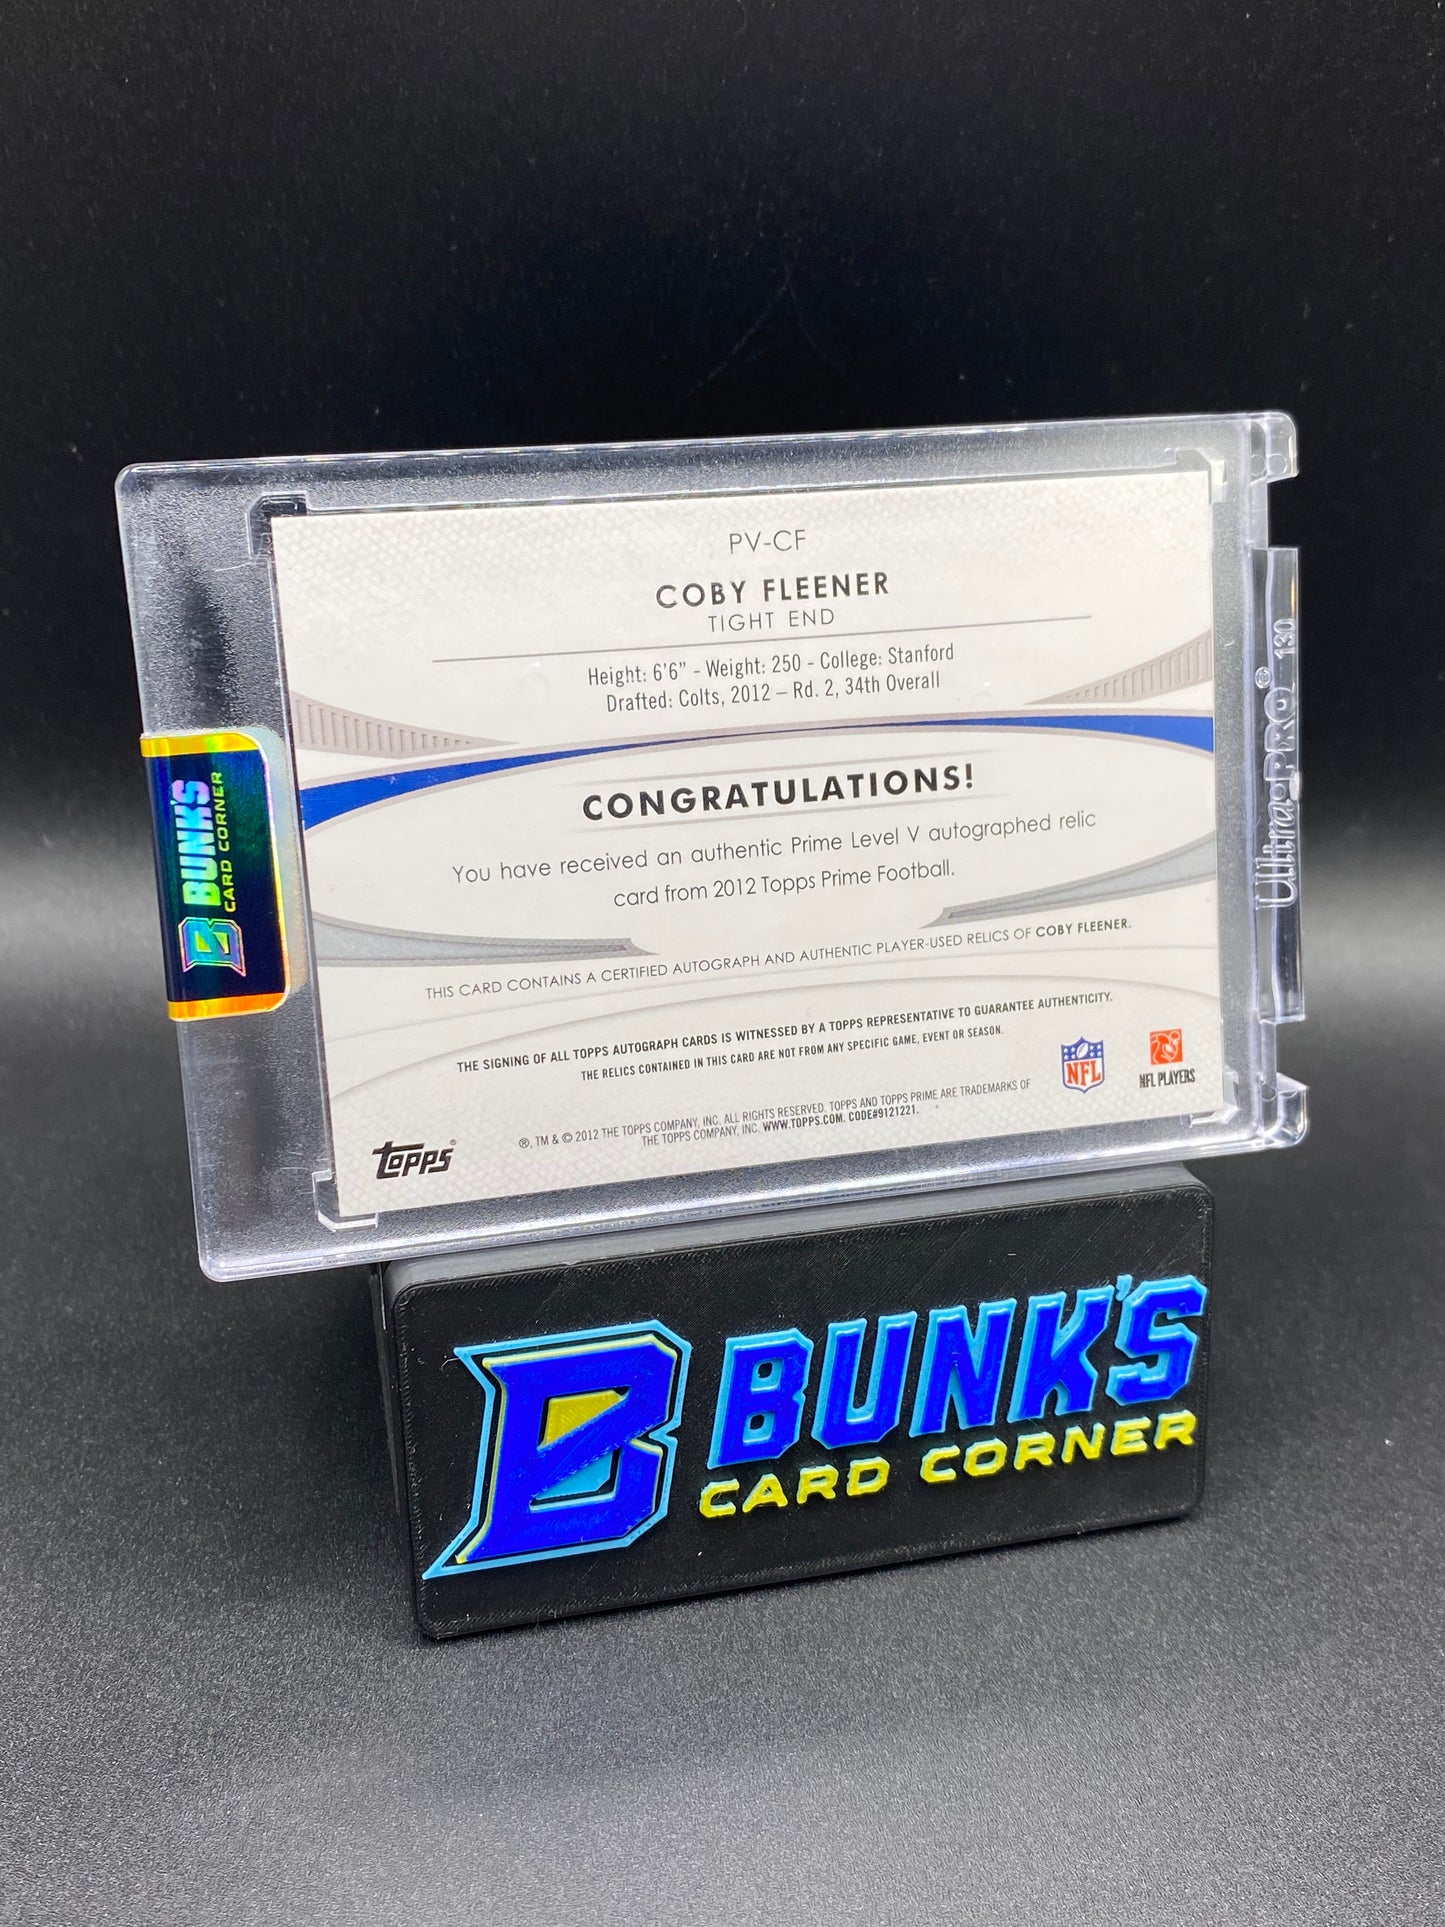 PV-CF
COBY FLEENER
TIGHT END
Height: 6'6" - Weight: 250 - College: Stanford
Drafted: Colts, 2012 – Rd. 2, 34th Overall
CONGRATULATIONS!
You have received an authentic Prime Level V autographed relic
card from 2012 Topps Prime Football.
THIS CARD CONTAINS A CERTIFIED AUTOGRAPH AND AUTHENTIC PLAYER-USED RELICS OF COBY FLEENER.
THE SIGNING OF ALL TOPPS AUTOGRAPH CARDS IS WITNESSED BY A TOPPS REPRESENTATIVE TO GUARANTEE AUTHENTICITY.
THE RELICS CONTAINED IN THIS CARD ARE NOT FROM ANY SPECIFIC GAME, EVENT OR SEASON.
NFL
NFL PLAYERS
®, TM & © 2012 THE TOPPS COMPANY, INC. ALL RIGHTS RESERVED. TOPPS AND TOPPS PRIME ARE TRADEMARKS OF
THE TOPPS COMPANY, INC. WWW.TOPPS.COM. CODE#9121221.
Topps®
B BUNK'S
CARD CORNER
Ultra•PRO® 130
B BUNK'S
CARD CORNER